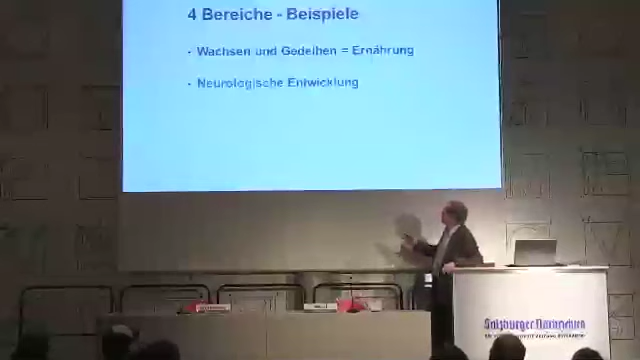 4 Bereiche - Beispiele
- Wachsen und Gedeihen = Ernährung
- Neurologische Entwicklung
Salzburger Nachrichten